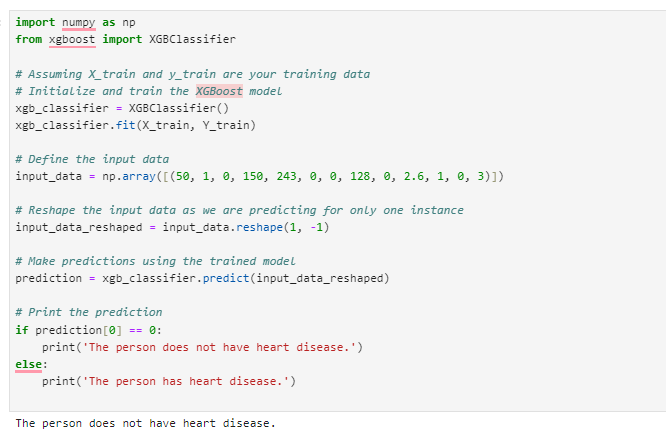 import numpy as np
from xgboost import XGBClassifier
# Assuming X_train and y_train are your training data
# Initialize and train the XGBoost model
xgb_classifier = XGBClassifier()
xgb_classifier.fit(X_train, Y_train)
# Define the input data
input_data = np.array([(50, 1, 0, 150, 243, 0, 0, 128, 0, 2.6, 1, 0, 3)])
# Reshape the input data as we are predicting for only one instance
input_data_reshaped = input_data.reshape(1, -1)
# Make predictions using the trained model
prediction = xgb_classifier.predict(input_data_reshaped)
# Print the prediction
if prediction[0] == 0:
    print('The person does not have heart disease.')
else:
    print('The person has heart disease.')
The person does not have heart disease.